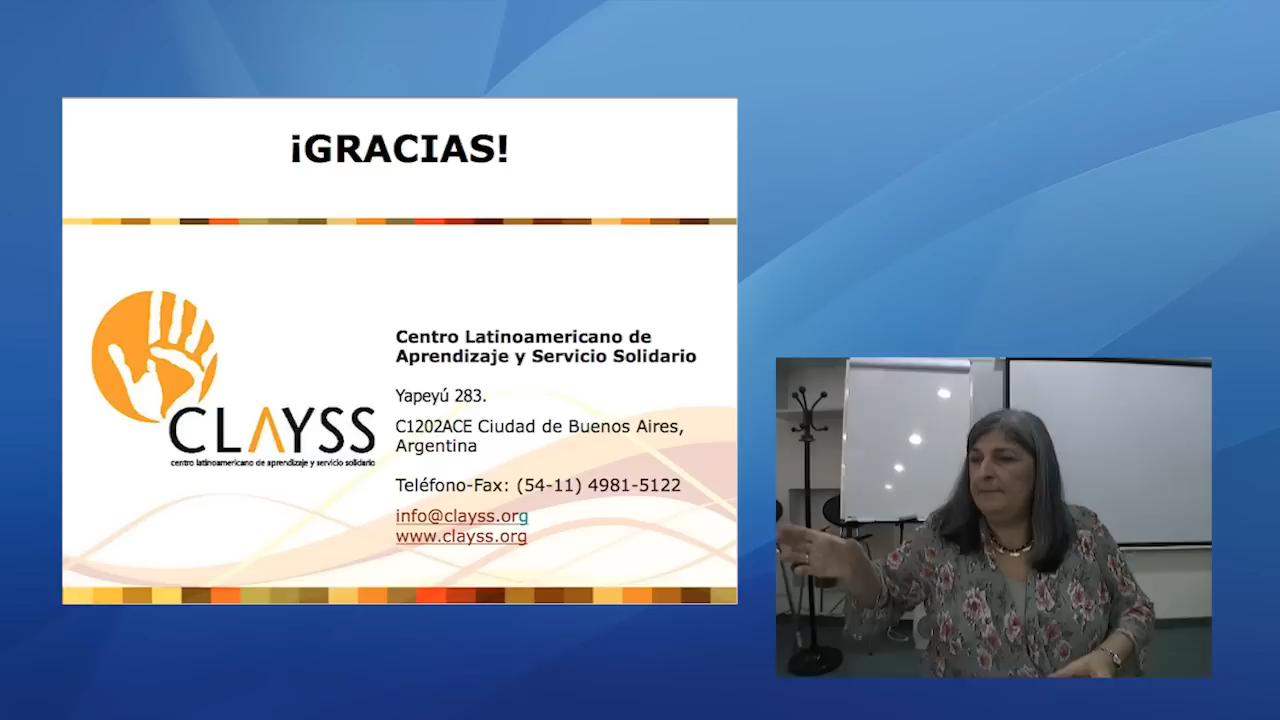 ¡GRACIAS!
CLAYSS
centro latinoamericano de aprendizaje y servicio solidario
Centro Latinoamericano de
Aprendizaje y Servicio Solidario
Yapeyú 283.
C1202ACE Ciudad de Buenos Aires,
Argentina
Teléfono-Fax: (54-11) 4981-5122
info@clayss.org
www.clayss.org